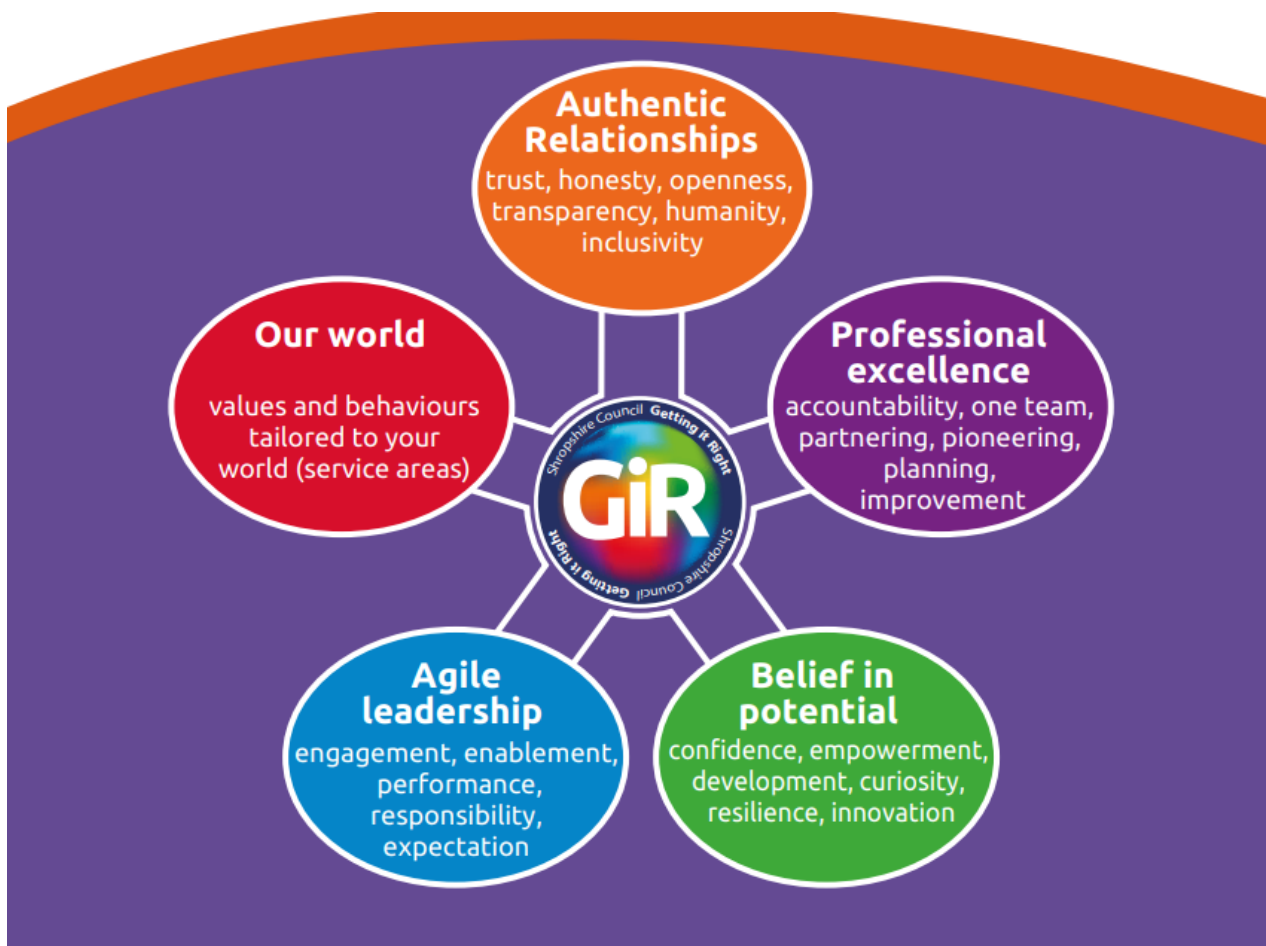 Authentic
Relationships
trust, honesty, openness,
transparency, humanity,
inclusivity
Our world
values and behaviours
tailored to your
world (service areas)
Professional
excellence
accountability, one team,
partnering, pioneering,
planning,
improvement
Shropshire Council Getting it Right
GiR
Shropshire Council Getting it Right
Agile
leadership
engagement, enablement,
performance,
responsibility,
expectation
Belief in
potential
confidence, empowerment,
development, curiosity,
resilience, innovation